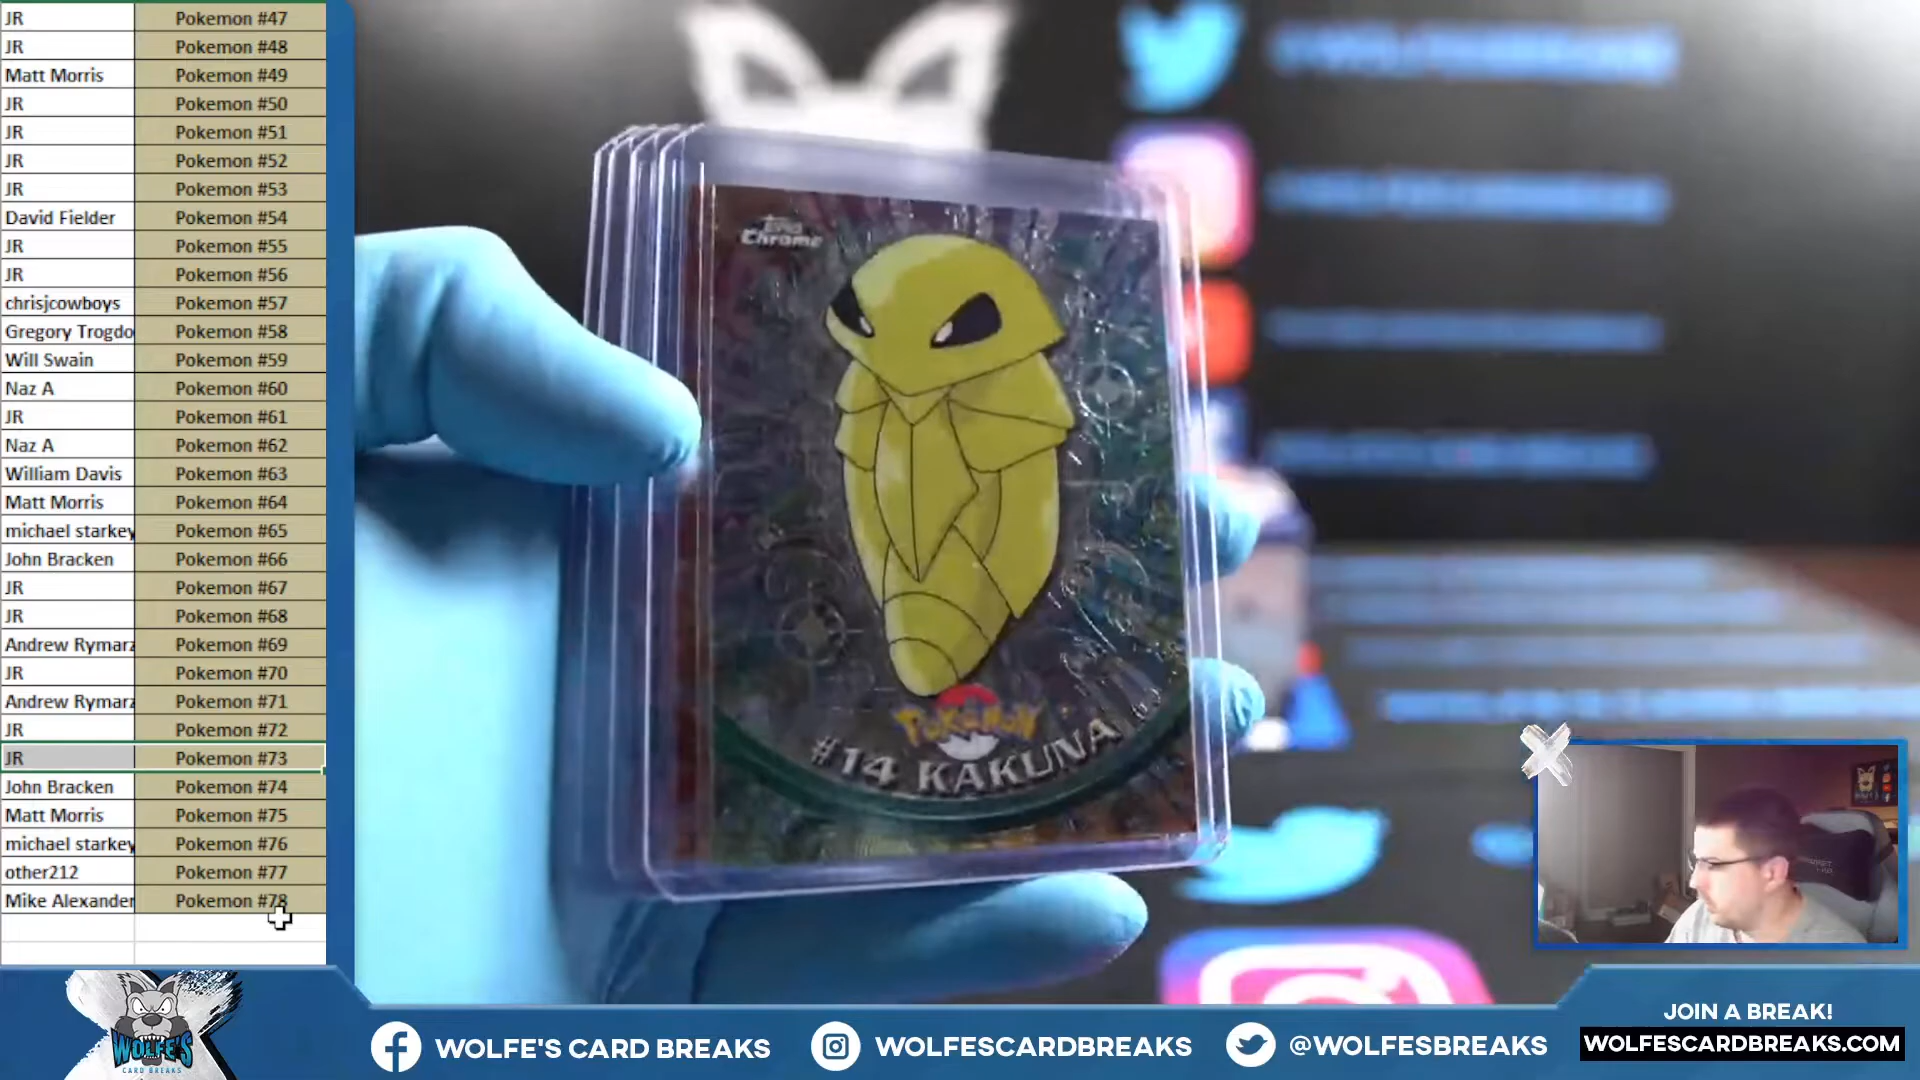 JR Pokemon #47
JR Pokemon #48
Matt Morris Pokemon #49
JR Pokemon #50
JR Pokemon #51
JR Pokemon #52
JR Pokemon #53
David Fielder Pokemon #54
JR Pokemon #55
JR Pokemon #56
chrisjcowboys Pokemon #57
Gregory Trogdo Pokemon #58
Will Swain Pokemon #59
Naz A Pokemon #60
JR Pokemon #61
Naz A Pokemon #62
William Davis Pokemon #63
Matt Morris Pokemon #64
michael starkey Pokemon #65
John Bracken Pokemon #66
JR Pokemon #67
JR Pokemon #68
Andrew Rymarz Pokemon #69
JR Pokemon #70
Andrew Rymarz Pokemon #71
JR Pokemon #72
JR Pokemon #73
John Bracken Pokemon #74
Matt Morris Pokemon #75
michael starkey Pokemon #76
other212 Pokemon #77
Mike Alexander Pokemon #78
Chrome
Pokémon
#14 KAKUNA
WOLFE'S
CARD BREAKS
WOLFE'S CARD BREAKS
WOLFESCARDBREAKS
@WOLFESBREAKS
JOIN A BREAK!
WOLFESCARDBREAKS.COM